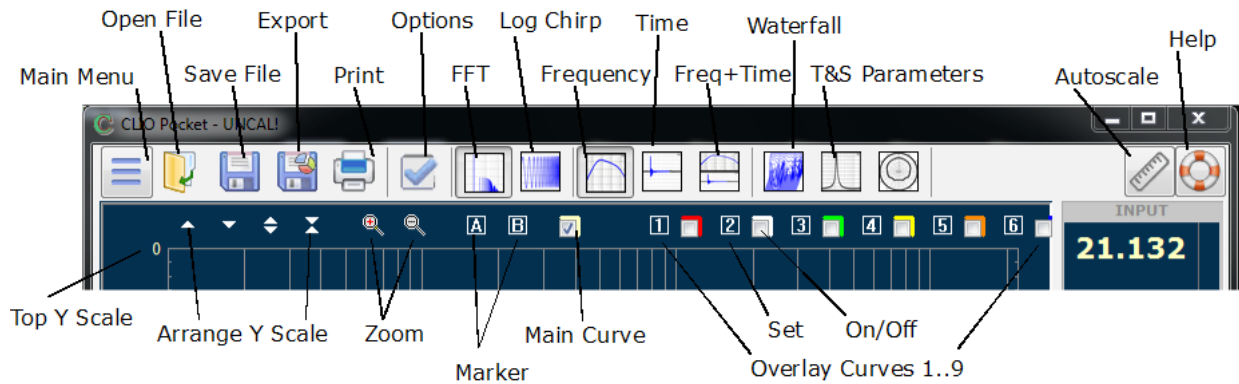 Open File
Export
Options
Log Chirp
Time
Waterfall
Help
Main Menu
Save File
Print
FFT
Frequency
Freq+Time
T&S Parameters
Autoscale
CLIO Pocket - UNCAL!
INPUT
A B 1 2 3 4 5 6
0
21.132
Top Y Scale
Arrange Y Scale
Zoom
Main Curve
Set
On/Off
Marker
Overlay Curves 1..9